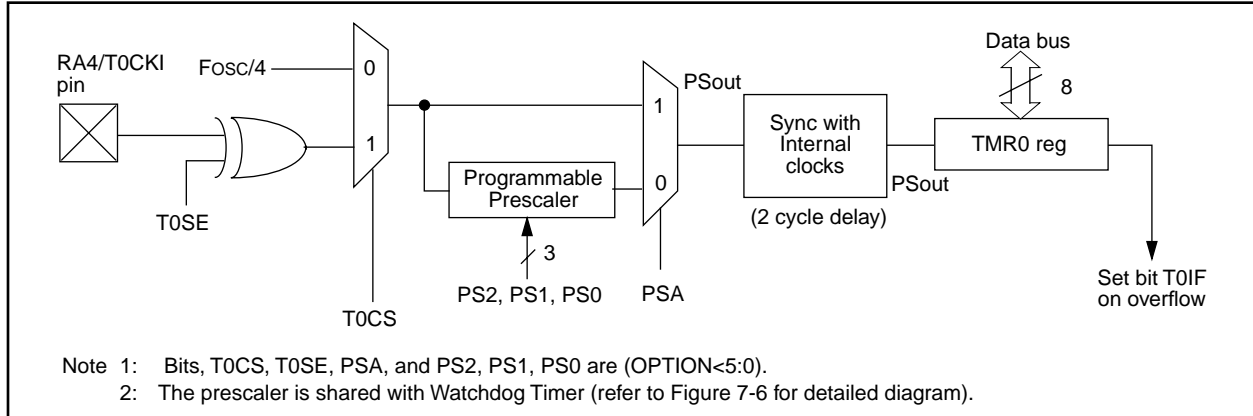 RA4/T0CKI
pin
FOSC/4
0
1
T0SE
T0CS
Programmable
Prescaler
3
PS2, PS1, PS0
1
0
PSA
PSout
Sync with
Internal
clocks
(2 cycle delay)
PSout
Data bus
8
TMR0 reg
Set bit T0IF
on overflow
Note 1: Bits, T0CS, T0SE, PSA, and PS2, PS1, PS0 are (OPTION<5:0).
2: The prescaler is shared with Watchdog Timer (refer to Figure 7-6 for detailed diagram).